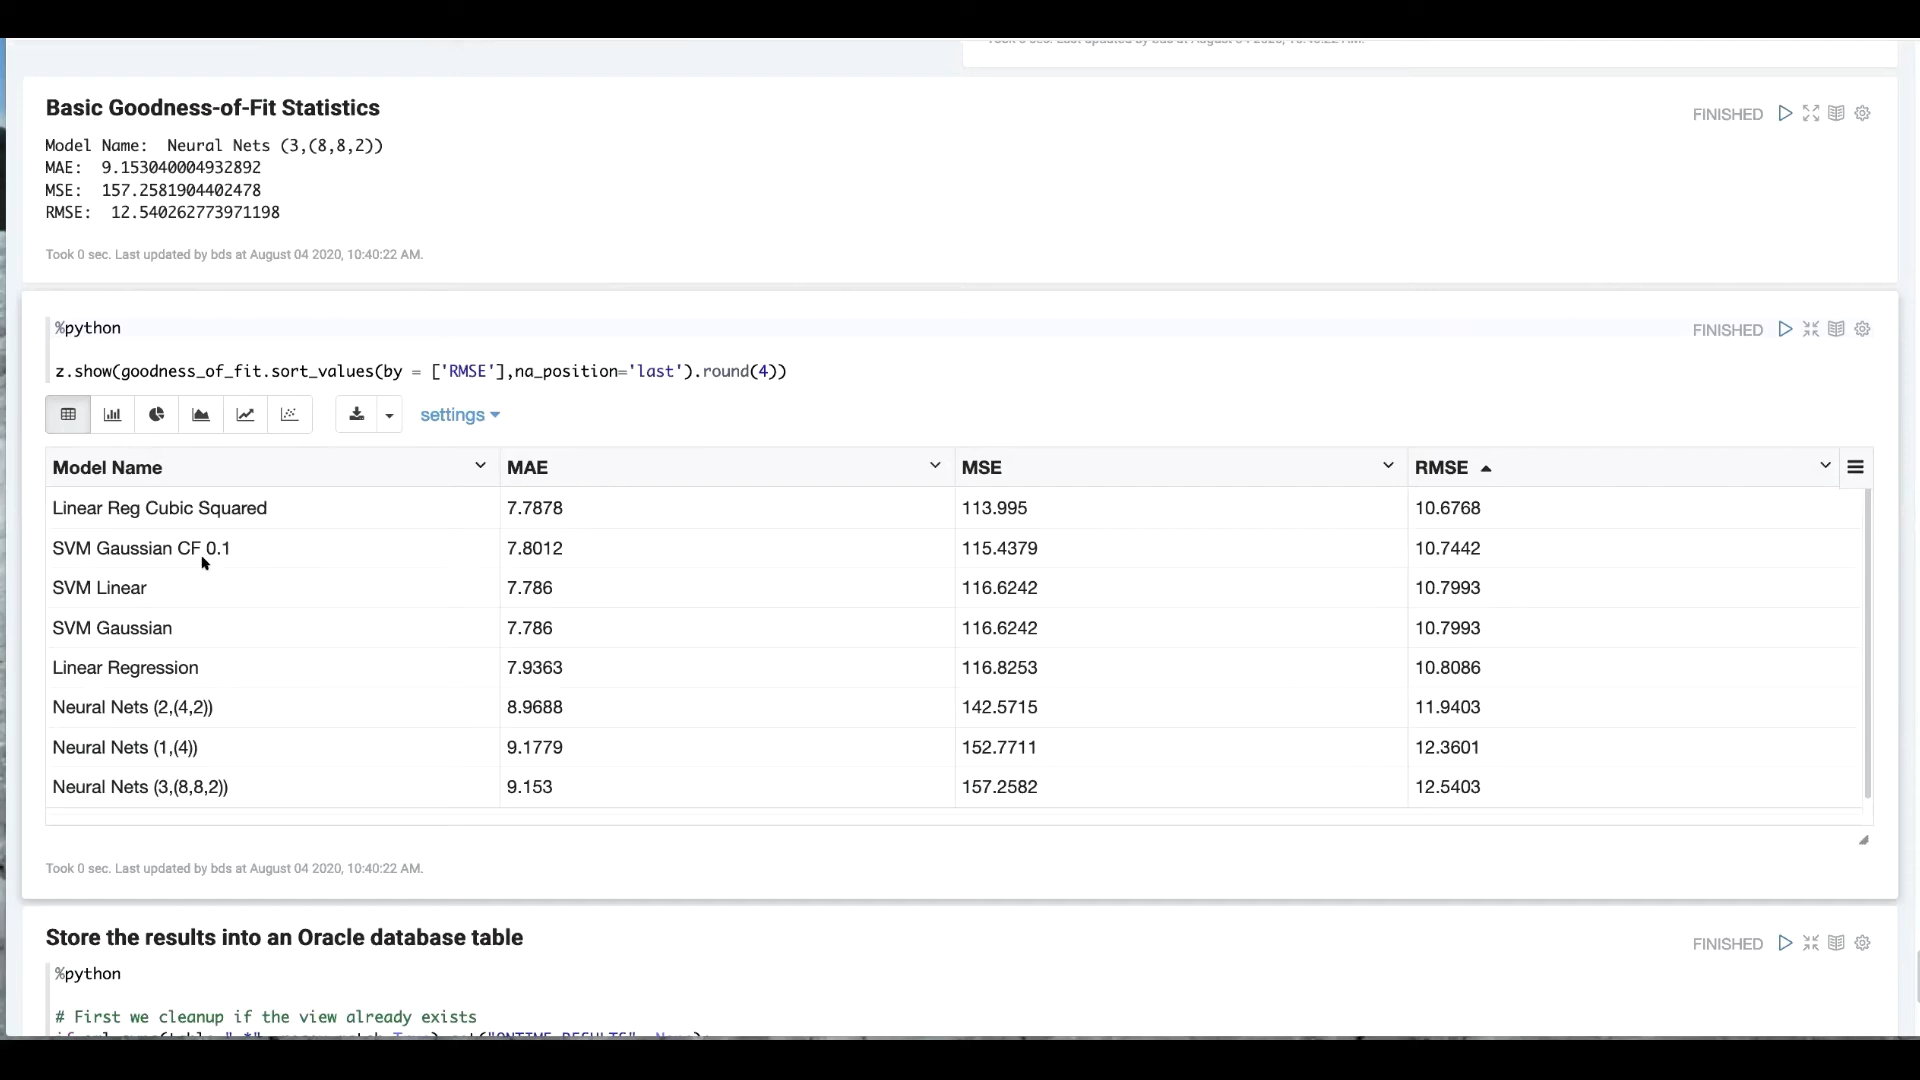 Basic Goodness-of-Fit Statistics
FINISHED
Model Name:  Neural Nets (3,(8,8,2))
MAE:  9.153040004932892
MSE:  157.2581904402478
RMSE:  12.540262773971198
Took 0 sec. Last updated by bds at August 04 2020, 10:40:22 AM.
%python
FINISHED
z.show(goodness_of_fit.sort_values(by = ['RMSE'],na_position='last').round(4))
settings
Model Name MAE MSE RMSE
Linear Reg Cubic Squared 7.7878 113.995 10.6768
SVM Gaussian CF 0.1 7.8012 115.4379 10.7442
SVM Linear 7.786 116.6242 10.7993
SVM Gaussian 7.786 116.6242 10.7993
Linear Regression 7.9363 116.8253 10.8086
Neural Nets (2,(4,2)) 8.9688 142.5715 11.9403
Neural Nets (1,(4)) 9.1779 152.7711 12.3601
Neural Nets (3,(8,8,2)) 9.153 157.2582 12.5403
Took 0 sec. Last updated by bds at August 04 2020, 10:40:22 AM.
Store the results into an Oracle database table
FINISHED
%python
# First we cleanup if the view already exists